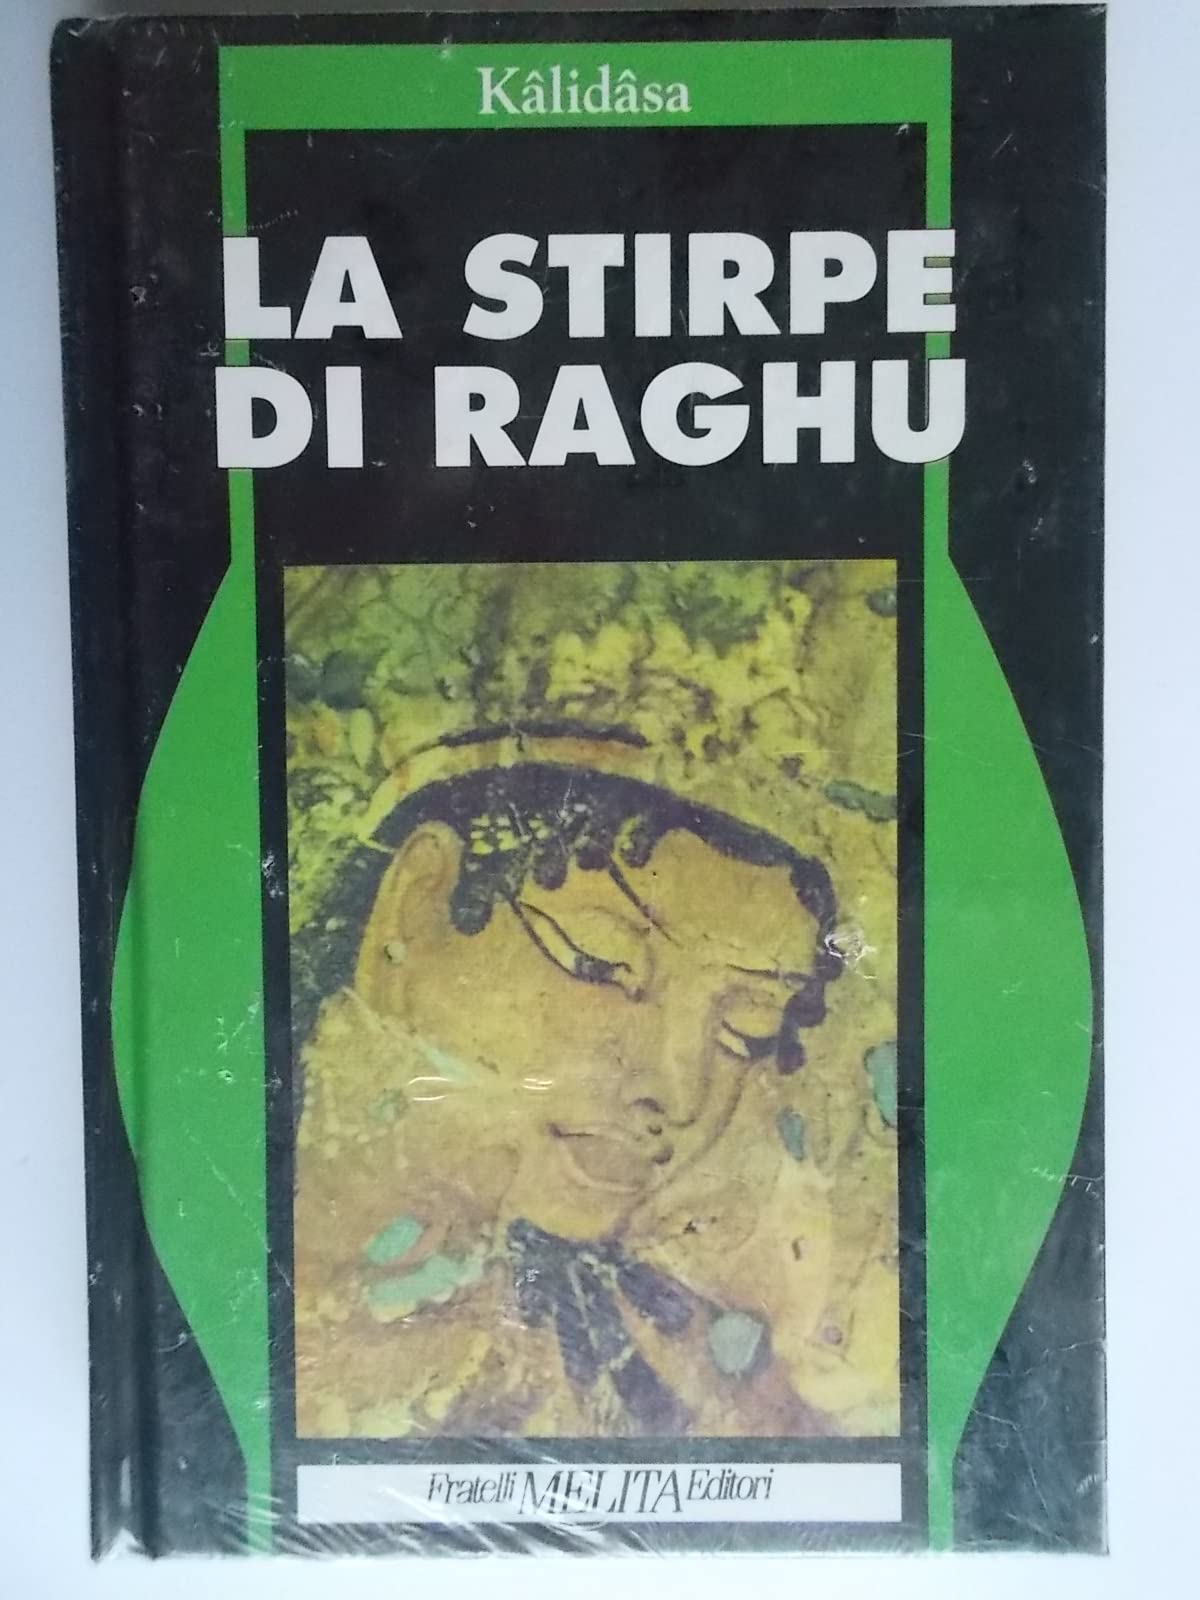 Kâlidâsa
LA STIRPE
DI RAGHU
Fratelli MELITA Editori